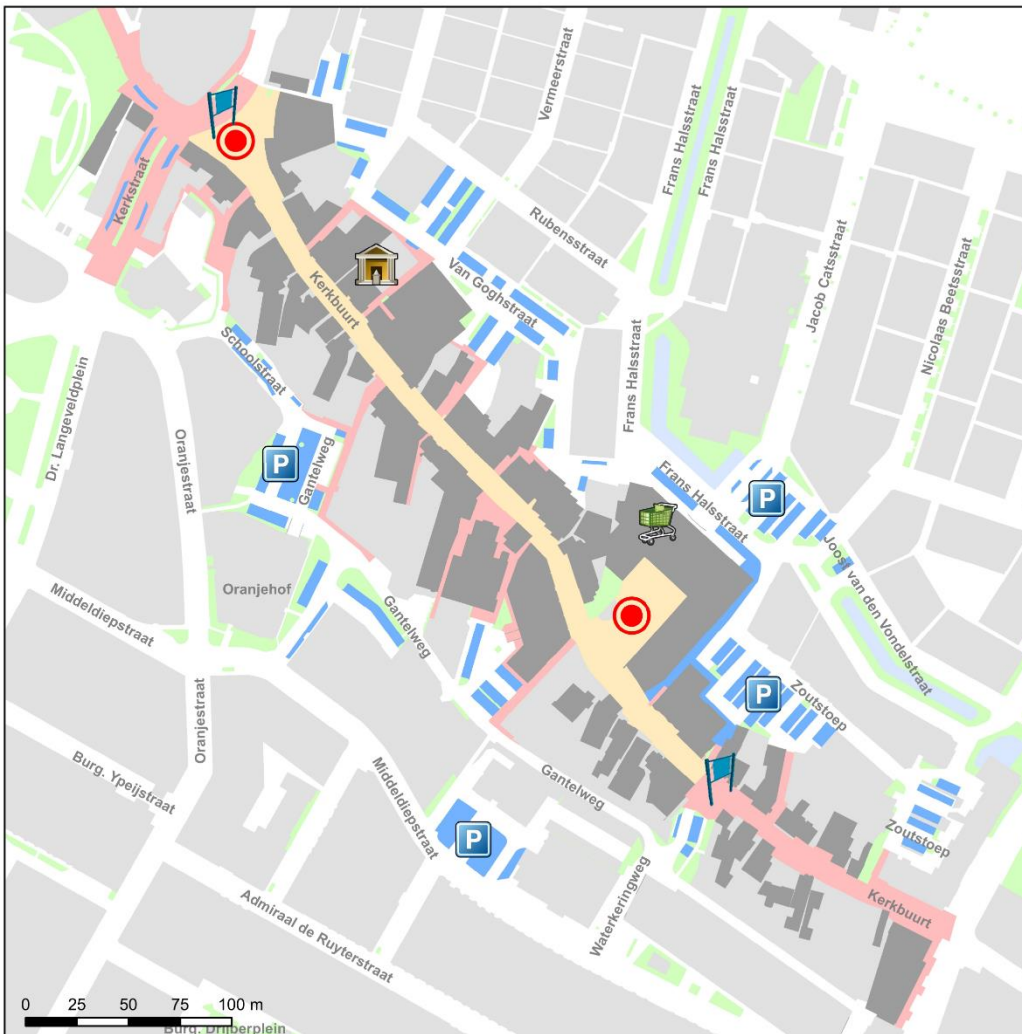 Vermeerstraat
Frans Halsstraat
Frans Halsstraat
Kerkstraat
Rubensstraat
Van Goghstraat
Kerkbuurt
Jacob Catsstraat
Nicolaas Beetsstraat
Schoolstraat
Frans Halsstraat
Dr. Langeveldplein
Oranjestraat
P
Gantelweg
Frans Halsstraat
P
Joost van den Vondelstraat
Oranjehof
Middeldiepstraat
Gantelweg
P
Zoutstoep
Oranjestraat
Burg. Ypeijstraat
Middeldiepstraat
Gantelweg
P
Zoutstoep
Waterkeringweg
Kerkbuurt
Admiraal de Ruyterstraat
0 25 50 75 100 m
Burg. Drijberplein